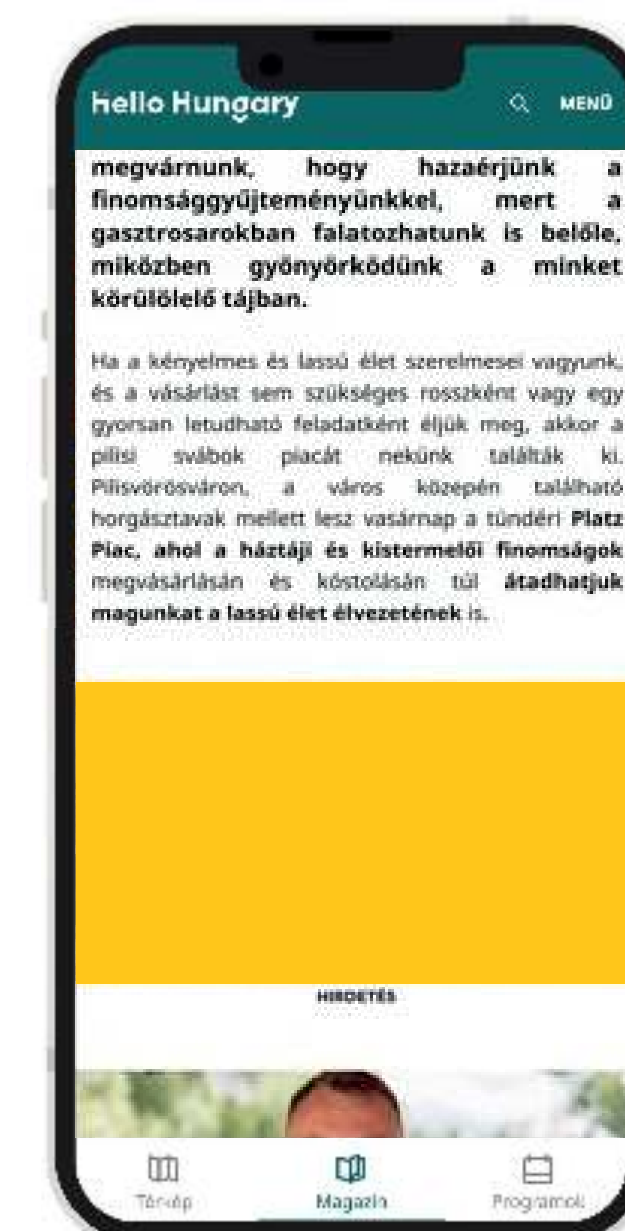 Hello Hungary
MENÜ
megvárnunk, hogy hazaérjünk a
finomsággyűjteményünkkel, mert a
gasztrosarokban falatozhatunk is belőle,
miközben gyönyörködünk a minket
körülölelő tájban.
Ha a kényelmes és lassú élet szerelmesei vagyunk,
és a vásárlást sem szükséges rosszként vagy egy
gyorsan letudható feladatként éljük meg, akkor a
pilisi svábok piacát nekünk találták ki.
Pilisvörösváron, a város közepén található
horgásztavak mellett lesz vasárnap a tündéri Platz
Piac, ahol a háztáji és kistermelői finomságok
megvásárlásán és kóstolásán túl átadhatjuk
magunkat a lassú élet élvezetének is.
HIRDETÉS
Térkép Magazin Programok